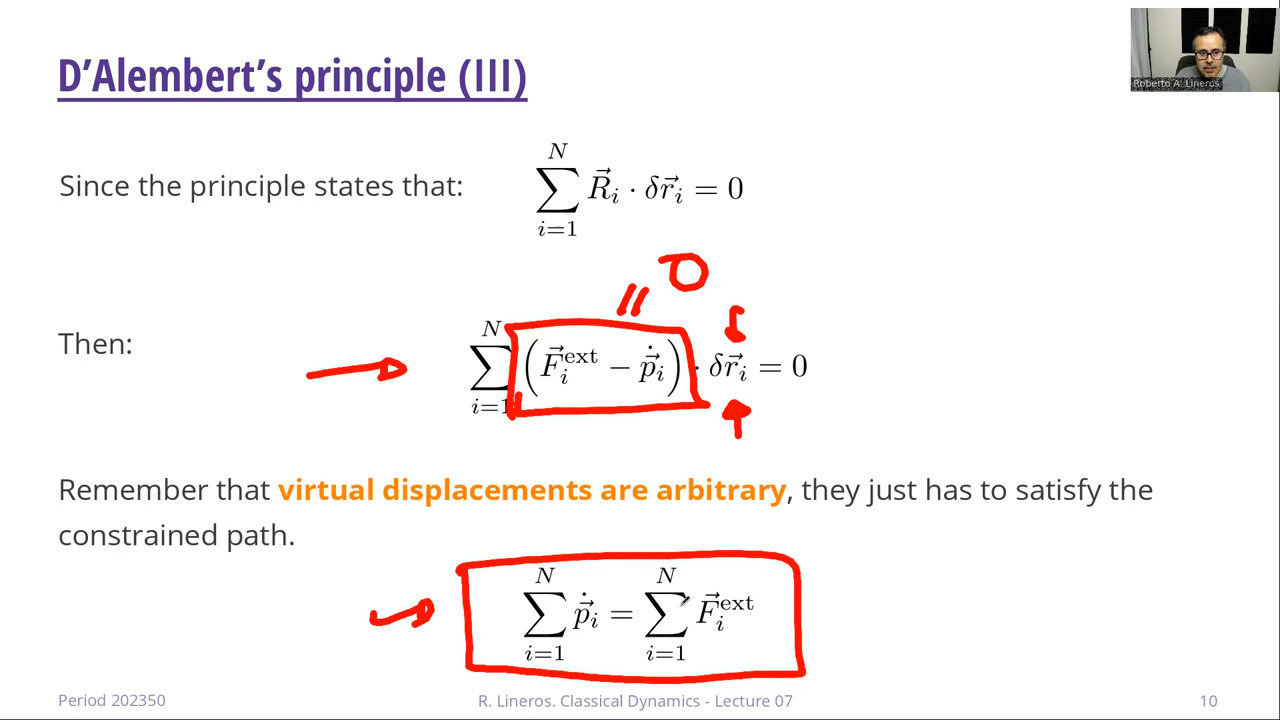 D'Alembert's principle (III)
Roberto A. Lineros
Since the principle states that: $\sum_{i=1}^{N} \vec{R}_i \cdot \delta\vec{r}_i = 0$
= 0
Then: $\sum_{i=1}^{N} \left( \vec{F}_i^{\text{ext}} - \dot{\vec{p}}_i \right) \cdot \delta\vec{r}_i = 0$
Remember that virtual displacements are arbitrary, they just has to satisfy the
constrained path.
$\sum_{i=1}^{N} \dot{\vec{p}}_i = \sum_{i=1}^{N} \vec{F}_i^{\text{ext}}$
Period 202350 R. Lineros. Classical Dynamics - Lecture 07 10